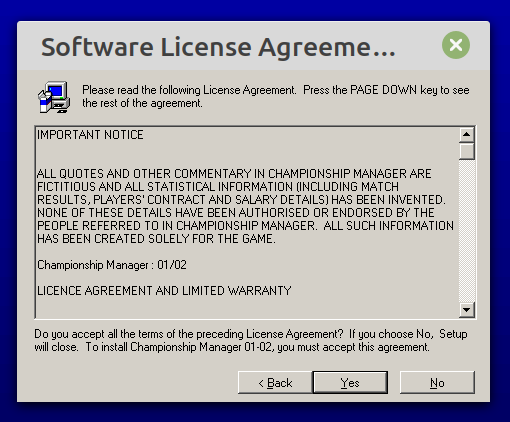 Software License Agreeme...
Please read the following License Agreement. Press the PAGE DOWN key to see
the rest of the agreement.
IMPORTANT NOTICE
ALL QUOTES AND OTHER COMMENTARY IN CHAMPIONSHIP MANAGER ARE
FICTITIOUS AND ALL STATISTICAL INFORMATION (INCLUDING MATCH
RESULTS, PLAYERS' CONTRACT AND SALARY DETAILS) HAS BEEN INVENTED.
NONE OF THESE DETAILS HAVE BEEN AUTHORISED OR ENDORSED BY THE
PEOPLE REFERRED TO IN CHAMPIONSHIP MANAGER. ALL SUCH INFORMATION
HAS BEEN CREATED SOLELY FOR THE GAME.
Championship Manager : 01/02
LICENCE AGREEMENT AND LIMITED WARRANTY
Do you accept all the terms of the preceding License Agreement? If you choose No, Setup
will close. To install Championship Manager 01-02, you must accept this agreement.
< Back Yes No